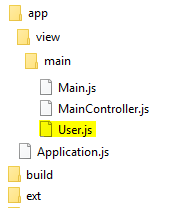 app
view
main
Main.js
MainController.js
User.js
Application.js
build
ext